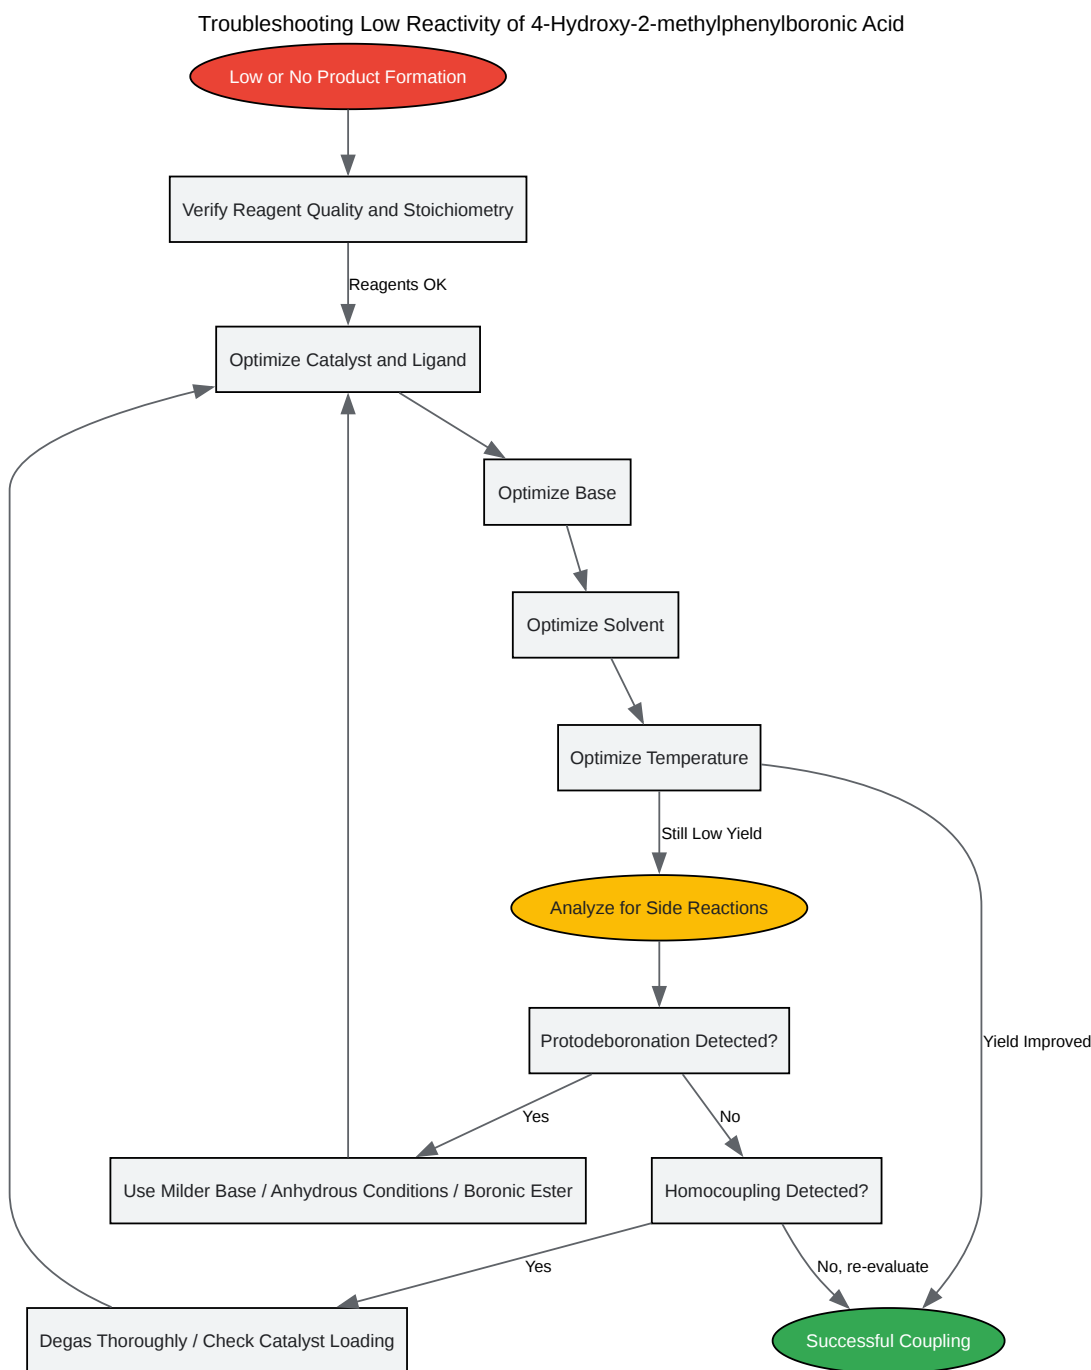 Troubleshooting Low Reactivity of 4-Hydroxy-2-methylphenylboronic Acid
Low or No Product Formation
Verify Reagent Quality and Stoichiometry
Reagents OK
Optimize Catalyst and Ligand
Optimize Base
Optimize Solvent
Optimize Temperature
Still Low Yield
Analyze for Side Reactions
Yield Improved
Protodeboronation Detected?
Yes
No
Use Milder Base / Anhydrous Conditions / Boronic Ester
Homocoupling Detected?
Yes
No, re-evaluate
Degas Thoroughly / Check Catalyst Loading
Successful Coupling